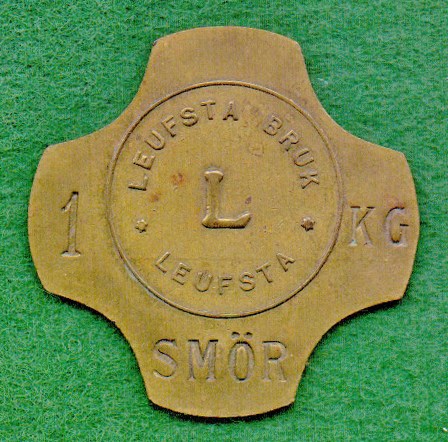 LEUFSTA BRUK
L
LEUFSTA
1 KG
SMÖR